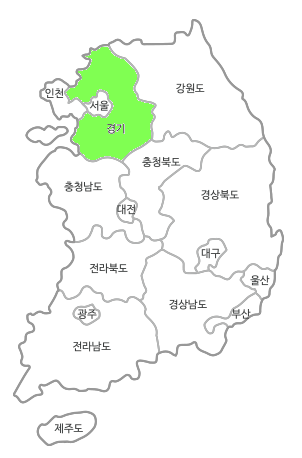 강원도
인천
서울
경기
충청북도
충청남도
경상북도
대전
대구
전라북도
울산
경상남도
광주
부산
전라남도
제주도